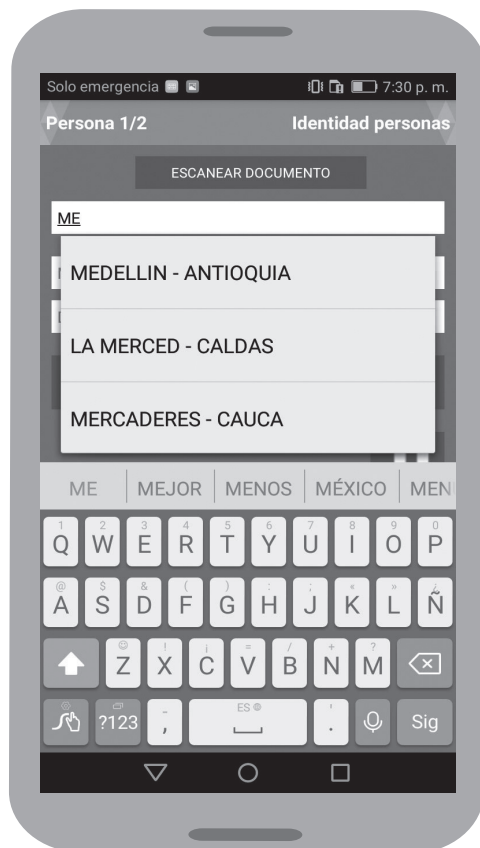 Solo emergencia 7:30 p. m.
Persona 1/2 Identidad personas
ESCANEAR DOCUMENTO
ME
MEDELLIN - ANTIOQUIA
LA MERCED - CALDAS
MERCADERES - CAUCA
ME MEJOR MENOS MÉXICO MEN
1 2 3 4 5 6 7 8 9 0
Q W E R T Y U I O P
@ $ & ( ) : ; « » ¿
A S D F G H J K L Ñ
! ¡ = / + ?
Z X C V B N M
ES
?123 , . Sig